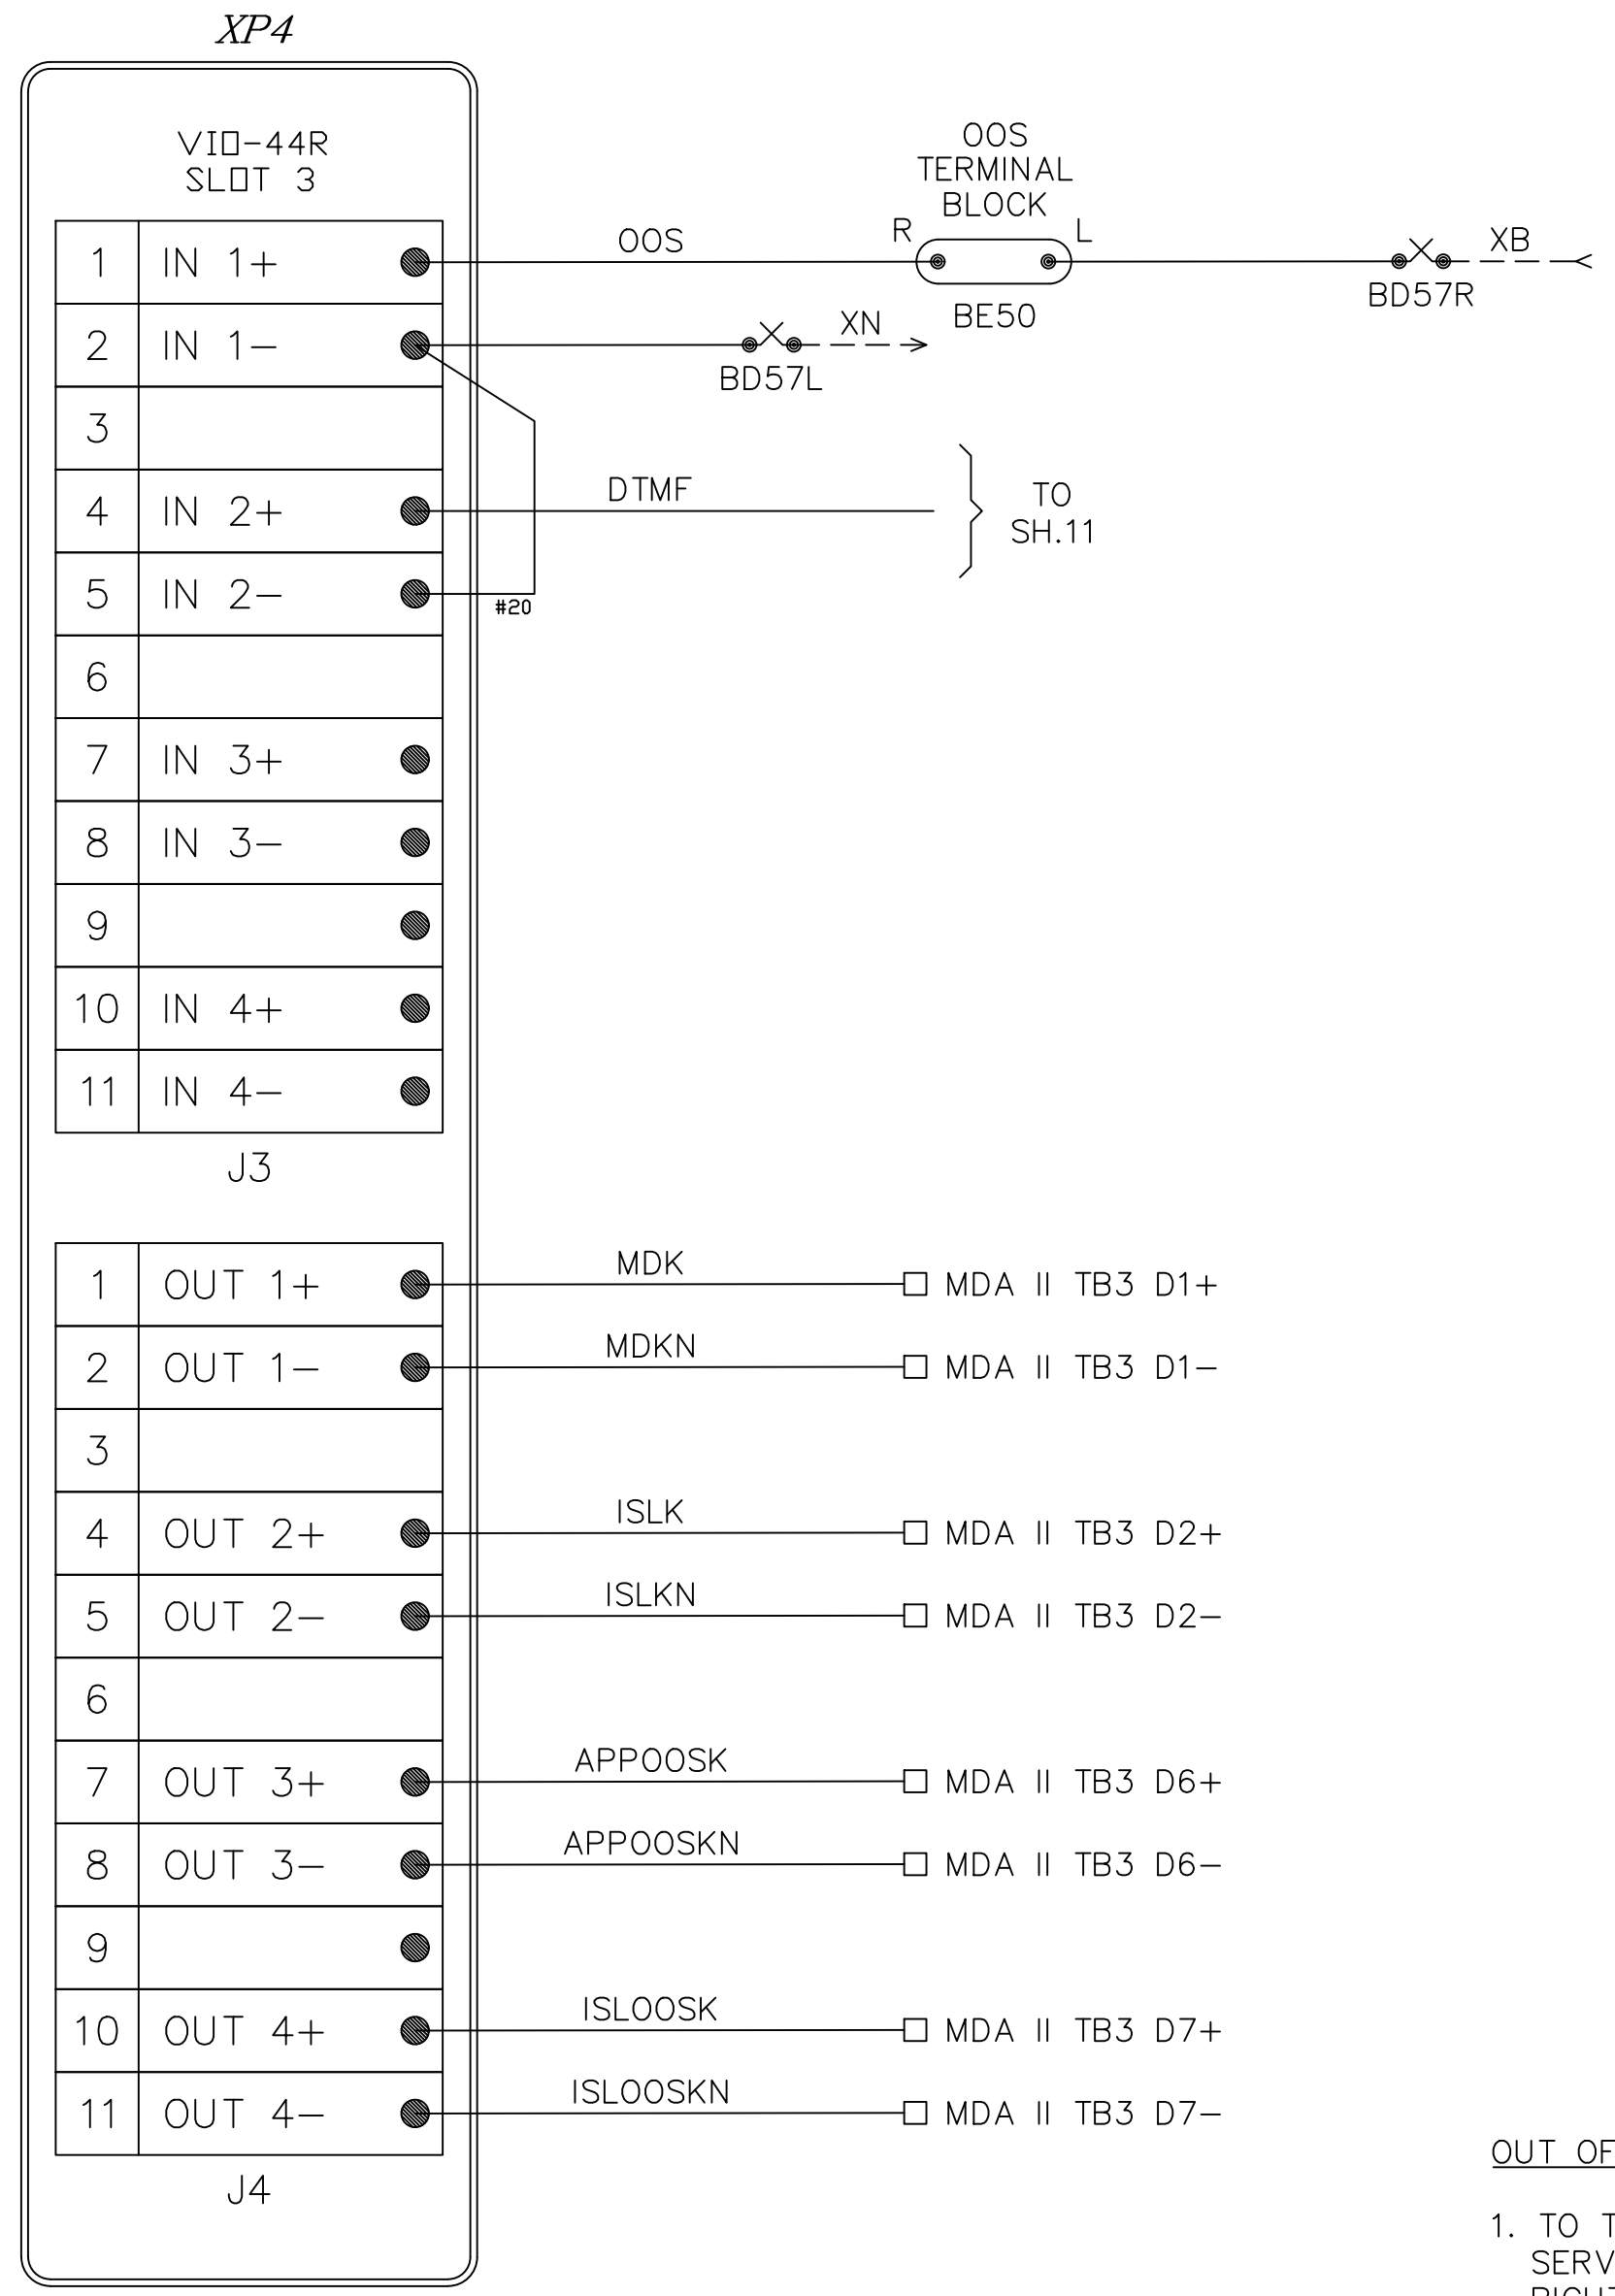 XP4
VIO-44R
SLOT 3
1 IN 1+ OOS
OOS
TERMINAL
BLOCK
R L
BE50
XB
BD57R
2 IN 1- XN
BD57L
3
4 IN 2+ DTMF
TO
SH.11
5 IN 2-
#20
6
7 IN 3+
8 IN 3-
9
10 IN 4+
11 IN 4-
J3
1 OUT 1+ MDK MDA II TB3 D1+
2 OUT 1- MDKN MDA II TB3 D1-
3
4 OUT 2+ ISLK MDA II TB3 D2+
5 OUT 2- ISLKN MDA II TB3 D2-
6
7 OUT 3+ APPOOSK MDA II TB3 D6+
8 OUT 3- APPOOSKN MDA II TB3 D6-
9
10 OUT 4+ ISLOOSK MDA II TB3 D7+
11 OUT 4- ISLOOSKN MDA II TB3 D7-
J4
OUT OF
1. TO